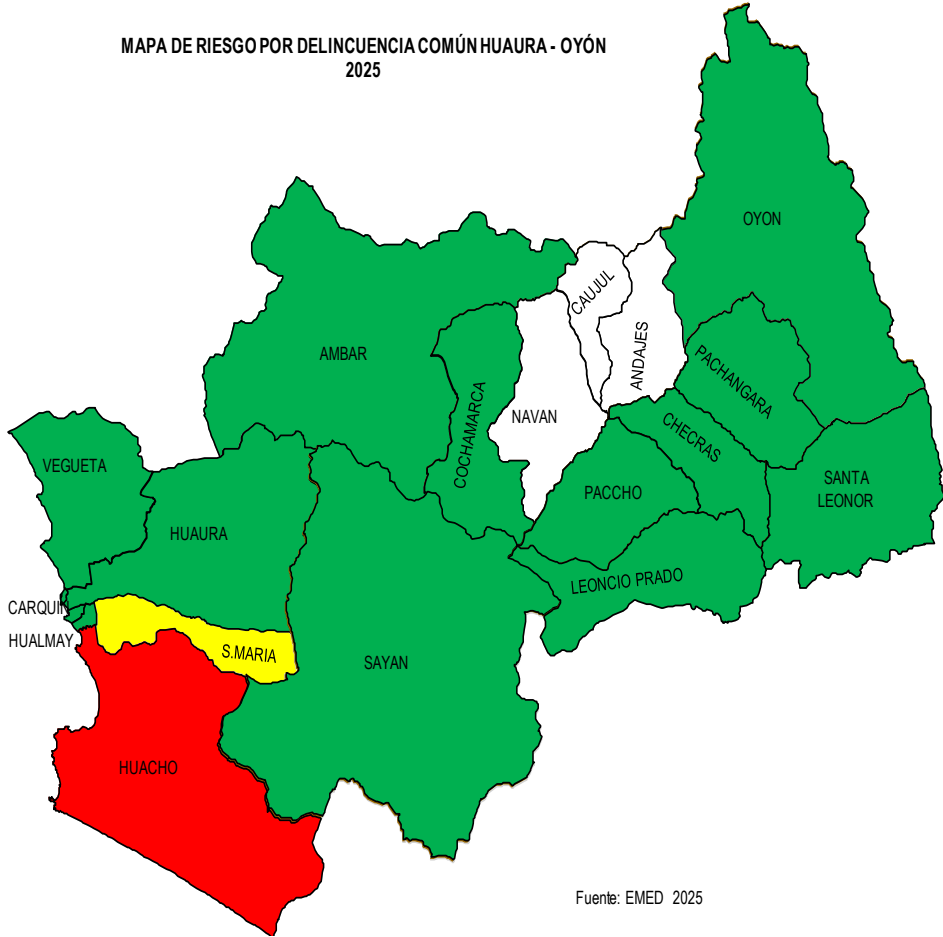 MAPA DE RIESGO POR DELINCUENCIA COMÚN HUAURA - OYÓN
2025
OYON
CAUJUL
ANDAJES
AMBAR
PACHANGARA
COCHAMARCA
NAVAN
CHECRAS
VEGUETA
SANTA
LEONOR
PACCHO
HUAURA
LEONCIO PRADO
CARQUIN
HUALMAY
S.MARIA
SAYAN
HUACHO
Fuente: EMED 2025